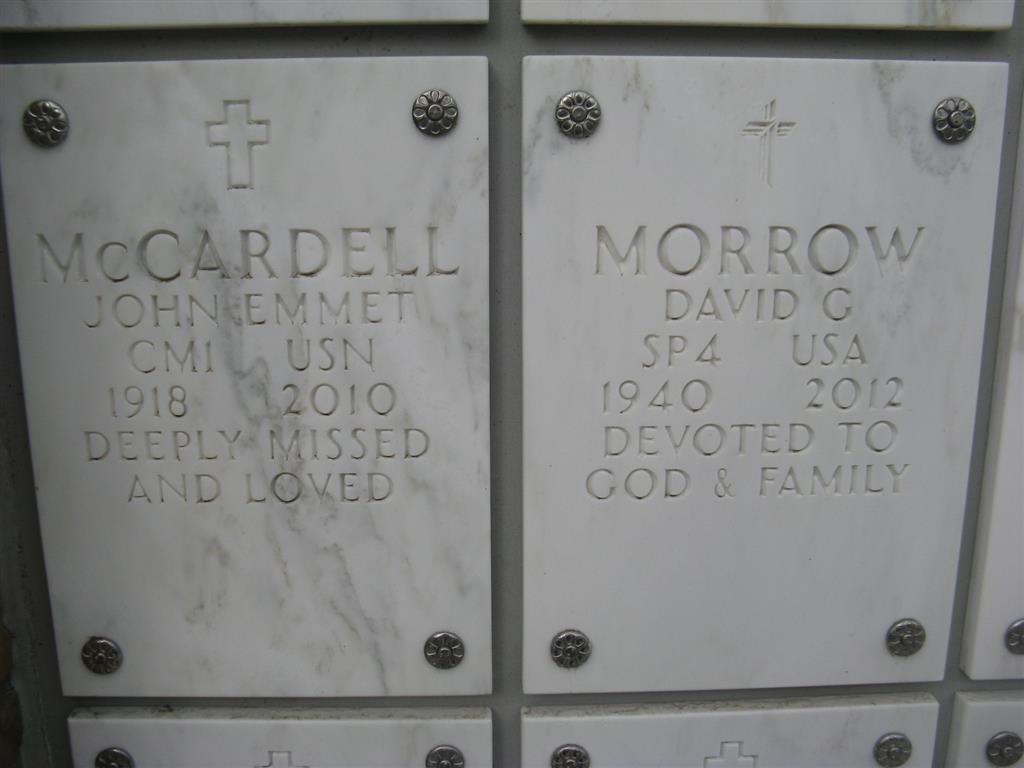 McCARDELL
JOHN EMMET
CM1 USN
1918 2010
DEEPLY MISSED
AND LOVED
MORROW
DAVID G
SP4 USA
1940 2012
DEVOTED TO
GOD & FAMILY